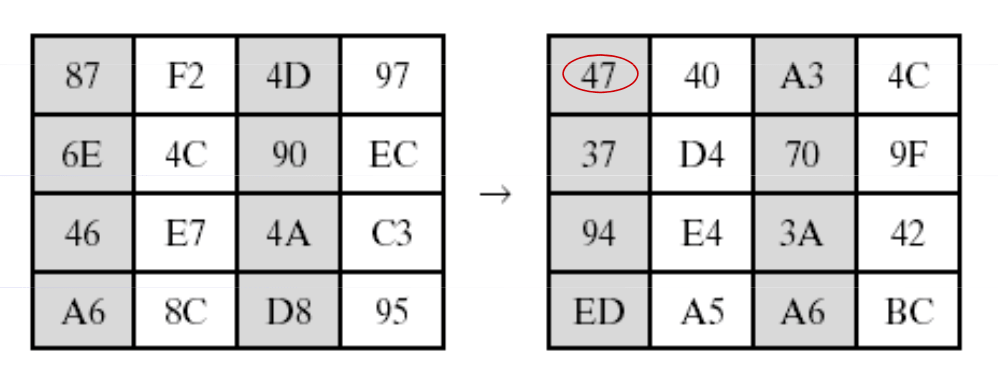 87 F2 4D 97 47 40 A3 4C
6E 4C 90 EC 37 D4 70 9F
→
46 E7 4A C3 94 E4 3A 42
A6 8C D8 95 ED A5 A6 BC